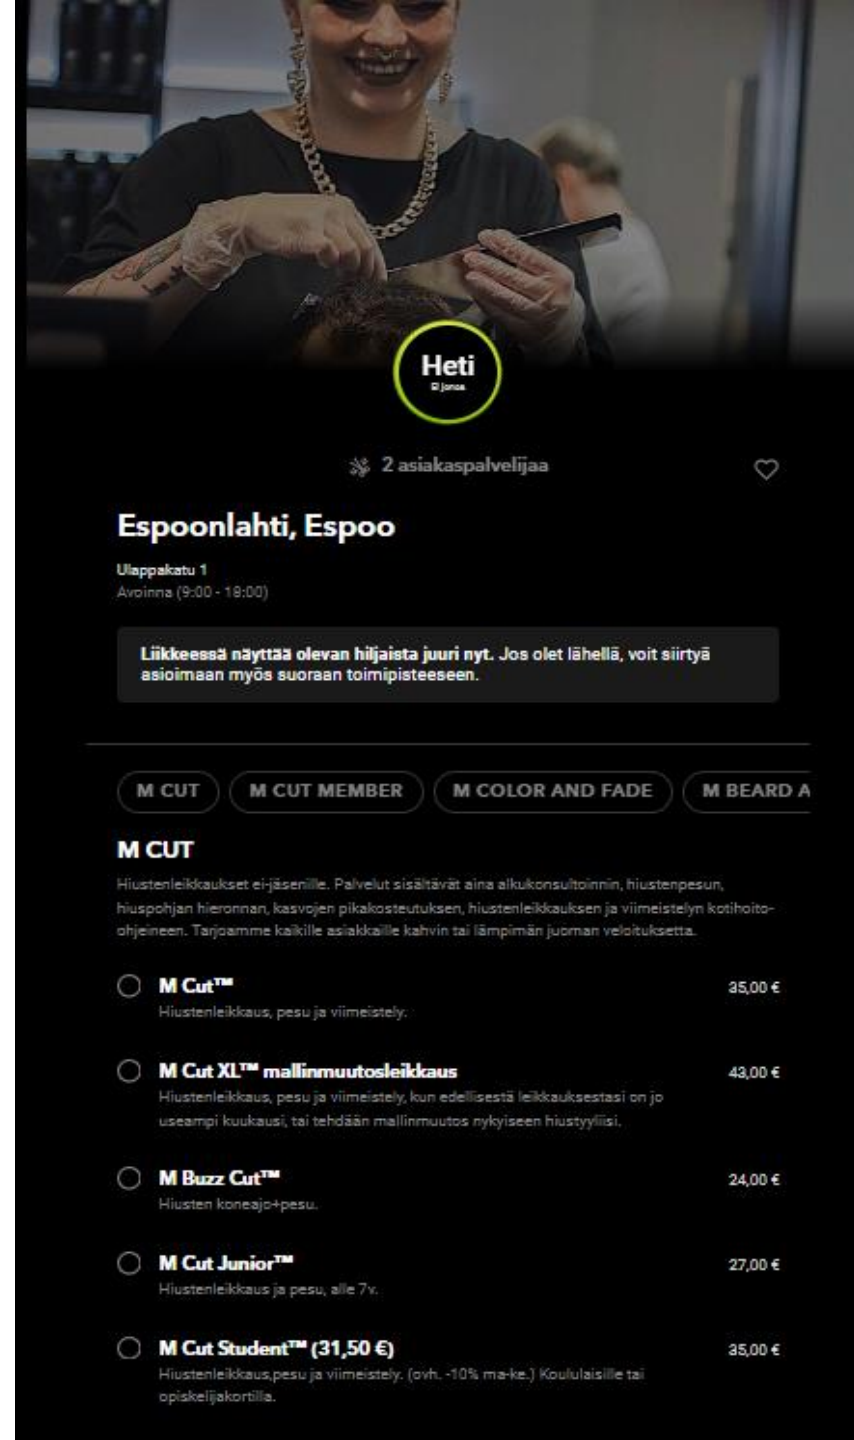 Heti
Ei jonoa
2 asiakaspalvelijaa
Espoonlahti, Espoo
Ulappakatu 1
Avoinna (9:00 - 18:00)
Liikkeessä näyttää olevan hiljaista juuri nyt. Jos olet lähellä, voit siirtyä
asioimaan myös suoraan toimipisteeseen.
M CUT
M CUT MEMBER
M COLOR AND FADE
M BEARD A
M CUT
Hiustenleikkaukset ei-jäsenille. Palvelut sisältävät aina alkukonsultoinnin, hiustenpesun,
hiuspohjan hieronnan, kasvojen pikakosteutuksen, hiustenleikkauksen ja viimeistelyn kotihoito-
ohjeineen. Tarjoamme kaikille asiakkaille kahvin tai lämpimän juoman veloituksetta.
M Cut™ 35,00 €
Hiustenleikkaus, pesu ja viimeistely.
M Cut XL™ mallinmuutosleikkaus 43,00 €
Hiustenleikkaus, pesu ja viimeistely, kun edellisestä leikkauksestasi on jo
useampi kuukausi, tai tehdään mallinmuutos nykyiseen hiustyyliisi.
M Buzz Cut™ 24,00 €
Hiusten koneajo+pesu.
M Cut Junior™ 27,00 €
Hiustenleikkaus ja pesu, alle 7v.
M Cut Student™ (31,50 €) 35,00 €
Hiustenleikkaus,pesu ja viimeistely. (ovh. -10% ma-ke.) Koululaisille tai
opiskelijakortilla.